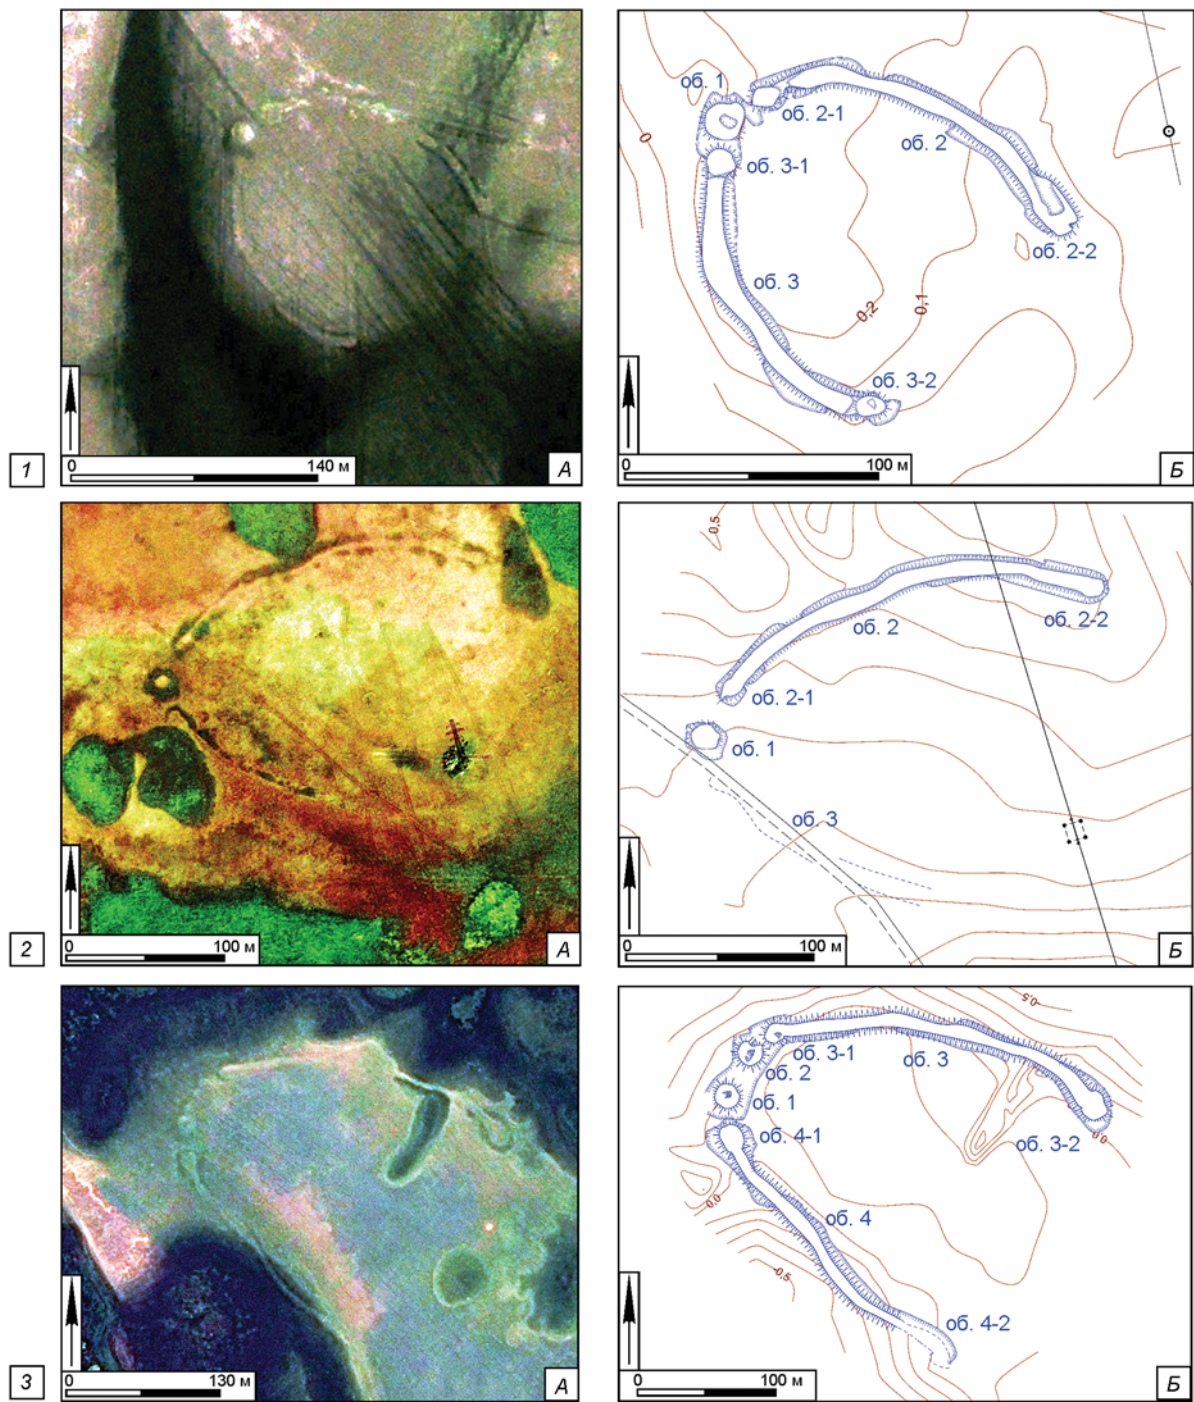 об. 1
об. 2-1
об. 2
об. 3-1
об. 2-2
об. 3
об. 3-2
0
0,2
0,1
1
0 140 м
А
0 100 м
Б
0,5
об. 2
об. 2-2
об. 2-1
об. 1
об. 3
2
0 100 м
А
0 100 м
Б
-0,5
об. 3-1
об. 3
об. 2
об. 1
об. 4-1
об. 3-2
0,0
0,0
об. 4
-0,5
об. 4-2
3
0 130 м
А
0 100 м
Б